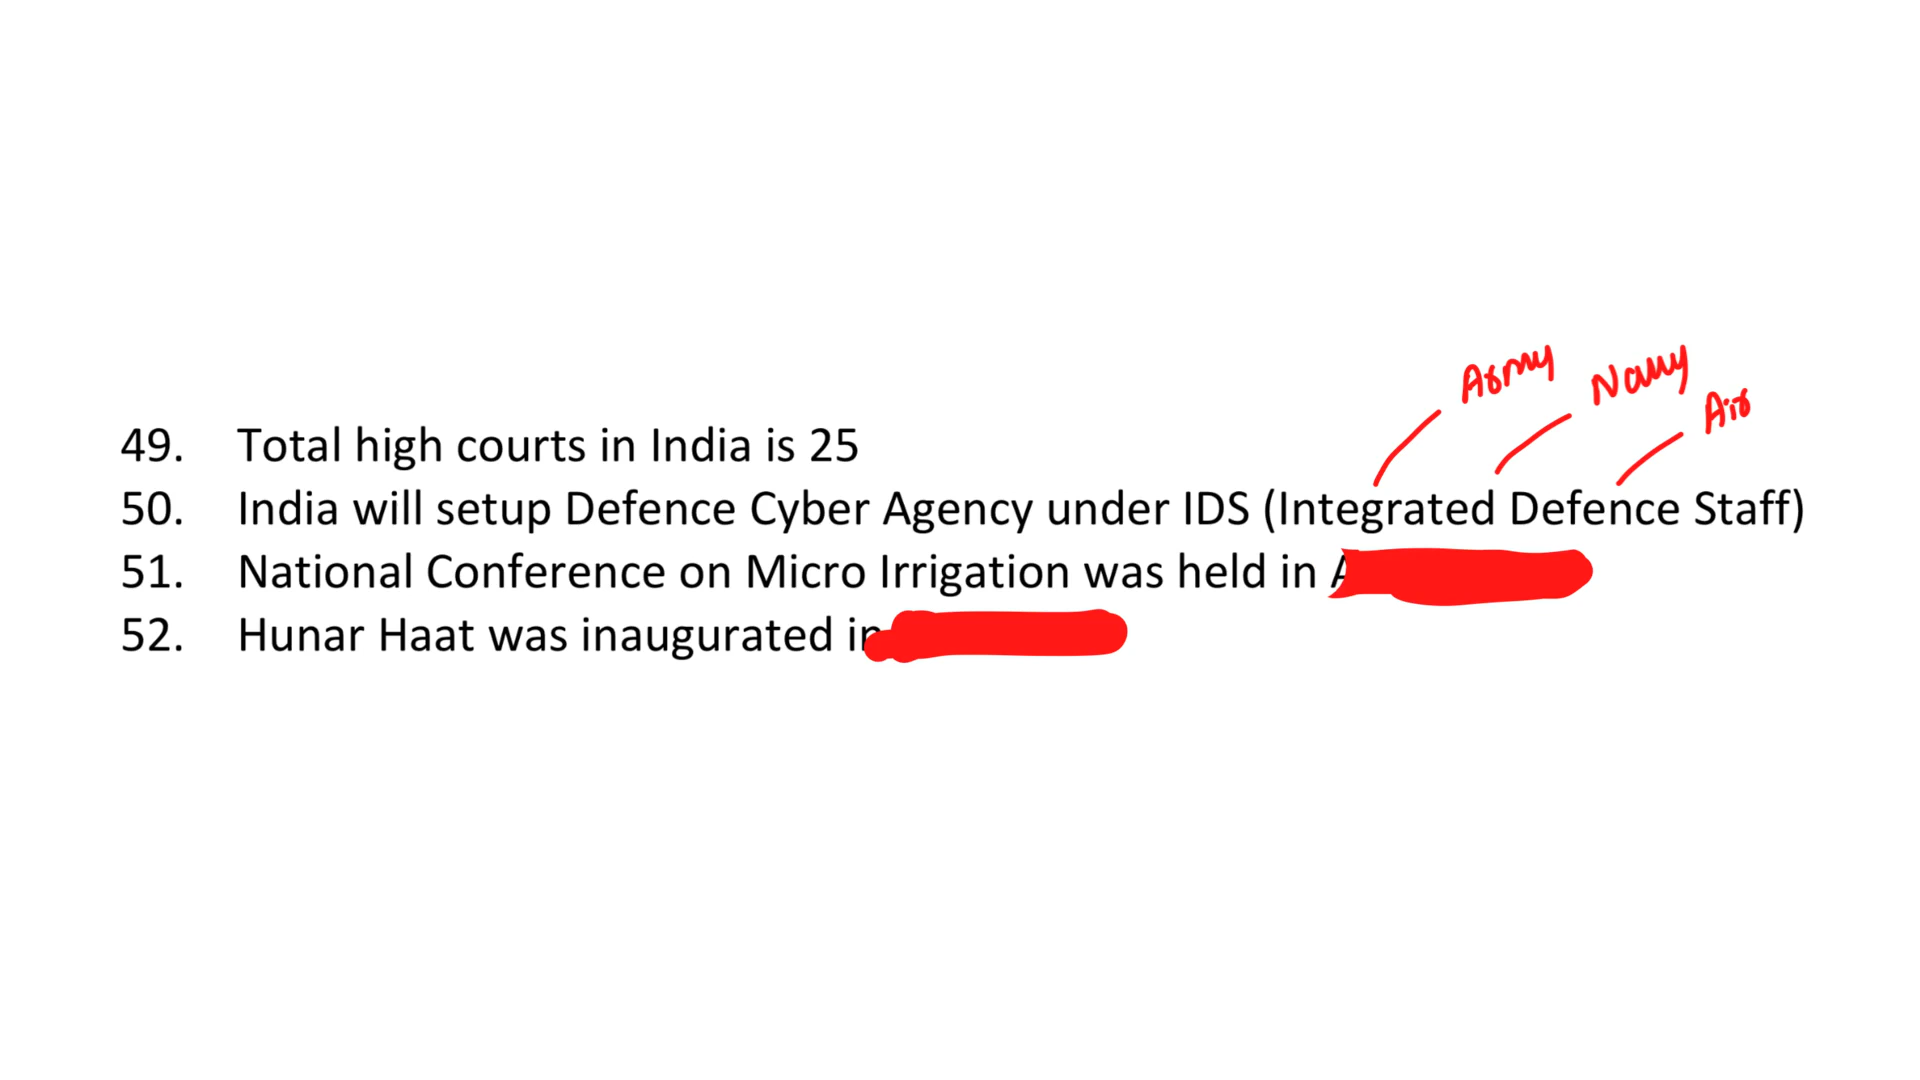 Army Navy Air
49. Total high courts in India is 25
50. India will setup Defence Cyber Agency under IDS (Integrated Defence Staff)
51. National Conference on Micro Irrigation was held in
52. Hunar Haat was inaugurated in